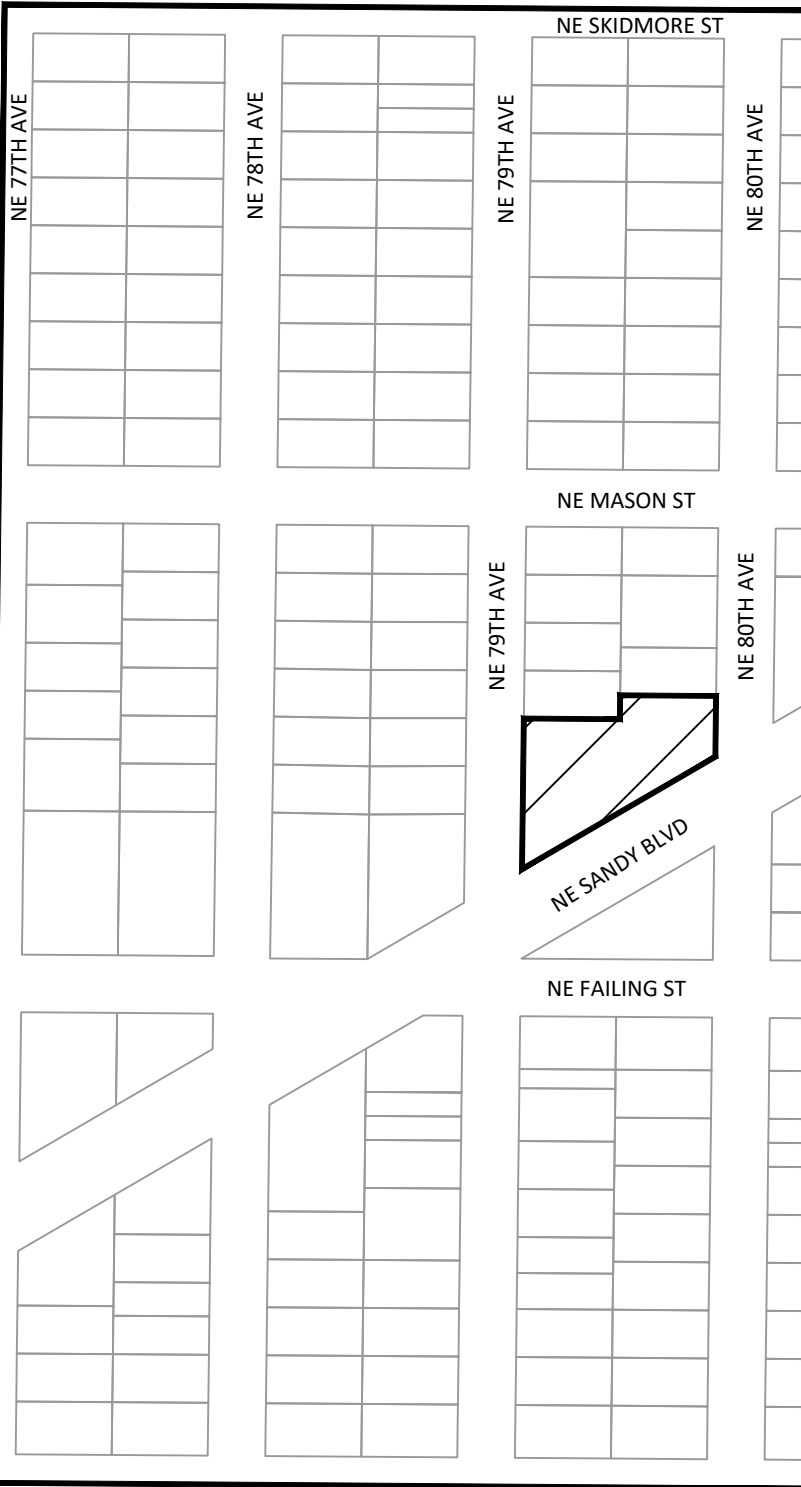 NE SKIDMORE ST
NE 77TH AVE
NE 78TH AVE
NE 79TH AVE
NE 80TH AVE
NE MASON ST
NE 79TH AVE
NE 80TH AVE
NE SANDY BLVD
NE FAILING ST